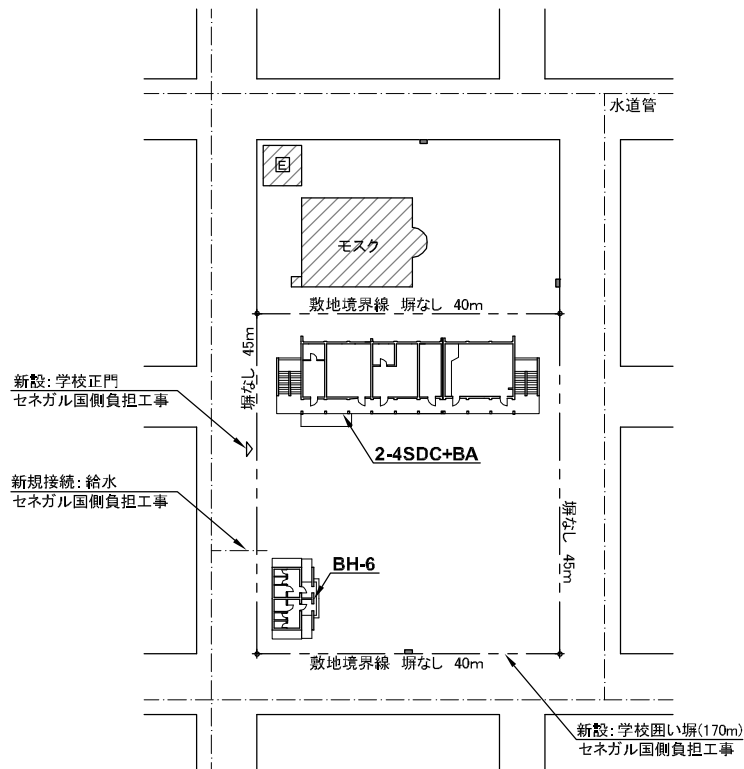 水道管
E
モスク
敷地境界線 塀なし 40m
塀なし 45m
新設:学校正門
セネガル国側負担工事
2-4SDC+BA
新規接続:給水
セネガル国側負担工事
塀なし 45m
BH-6
敷地境界線 塀なし 40m
新設:学校囲い塀(170m)
セネガル国側負担工事